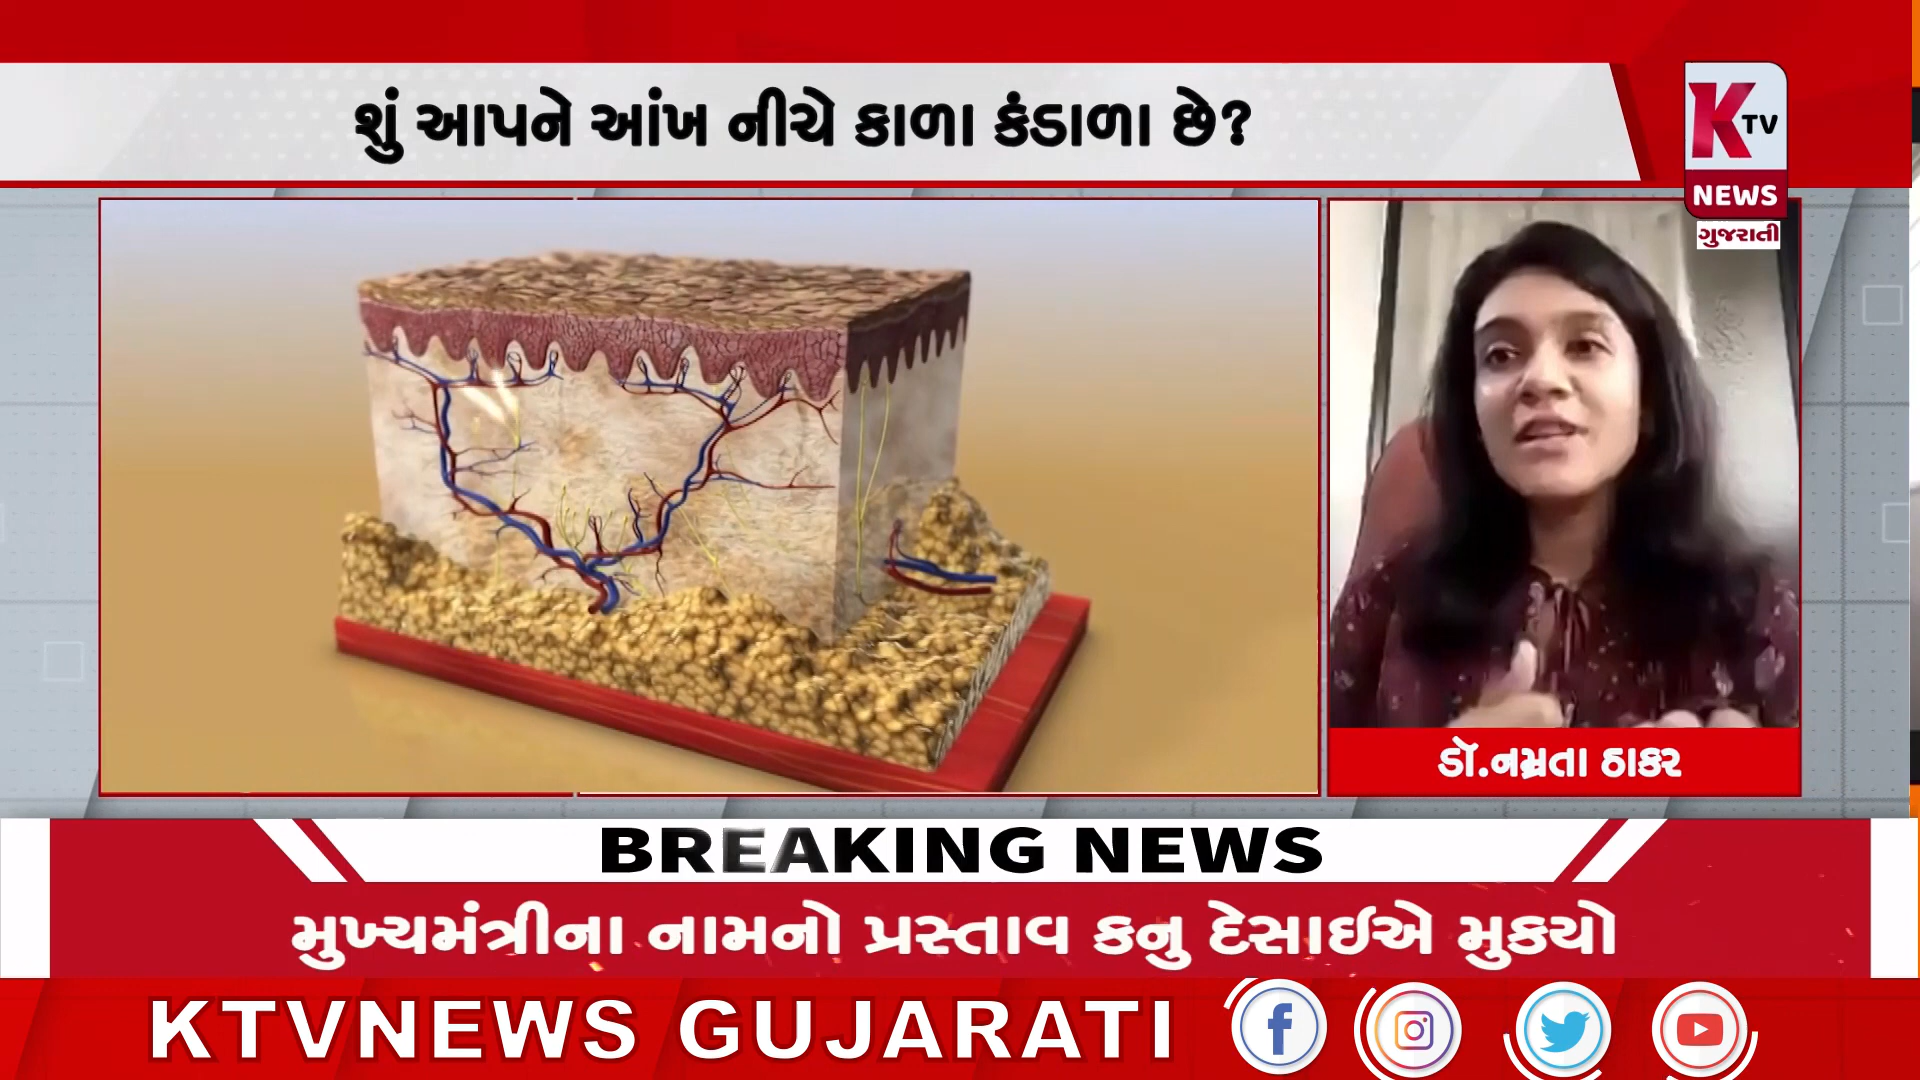 શું આપને આંખ નીચે કાળા કંડાળા છે?
K TV
NEWS
ગુજરાતી
ડૉ.નમ્રતા ઠાકર
BREAKING NEWS
મુખ્યમંત્રીના નામનો પ્રસ્તાવ કનુ દેસાઈએ મુકયો
KTVNEWS GUJARATI